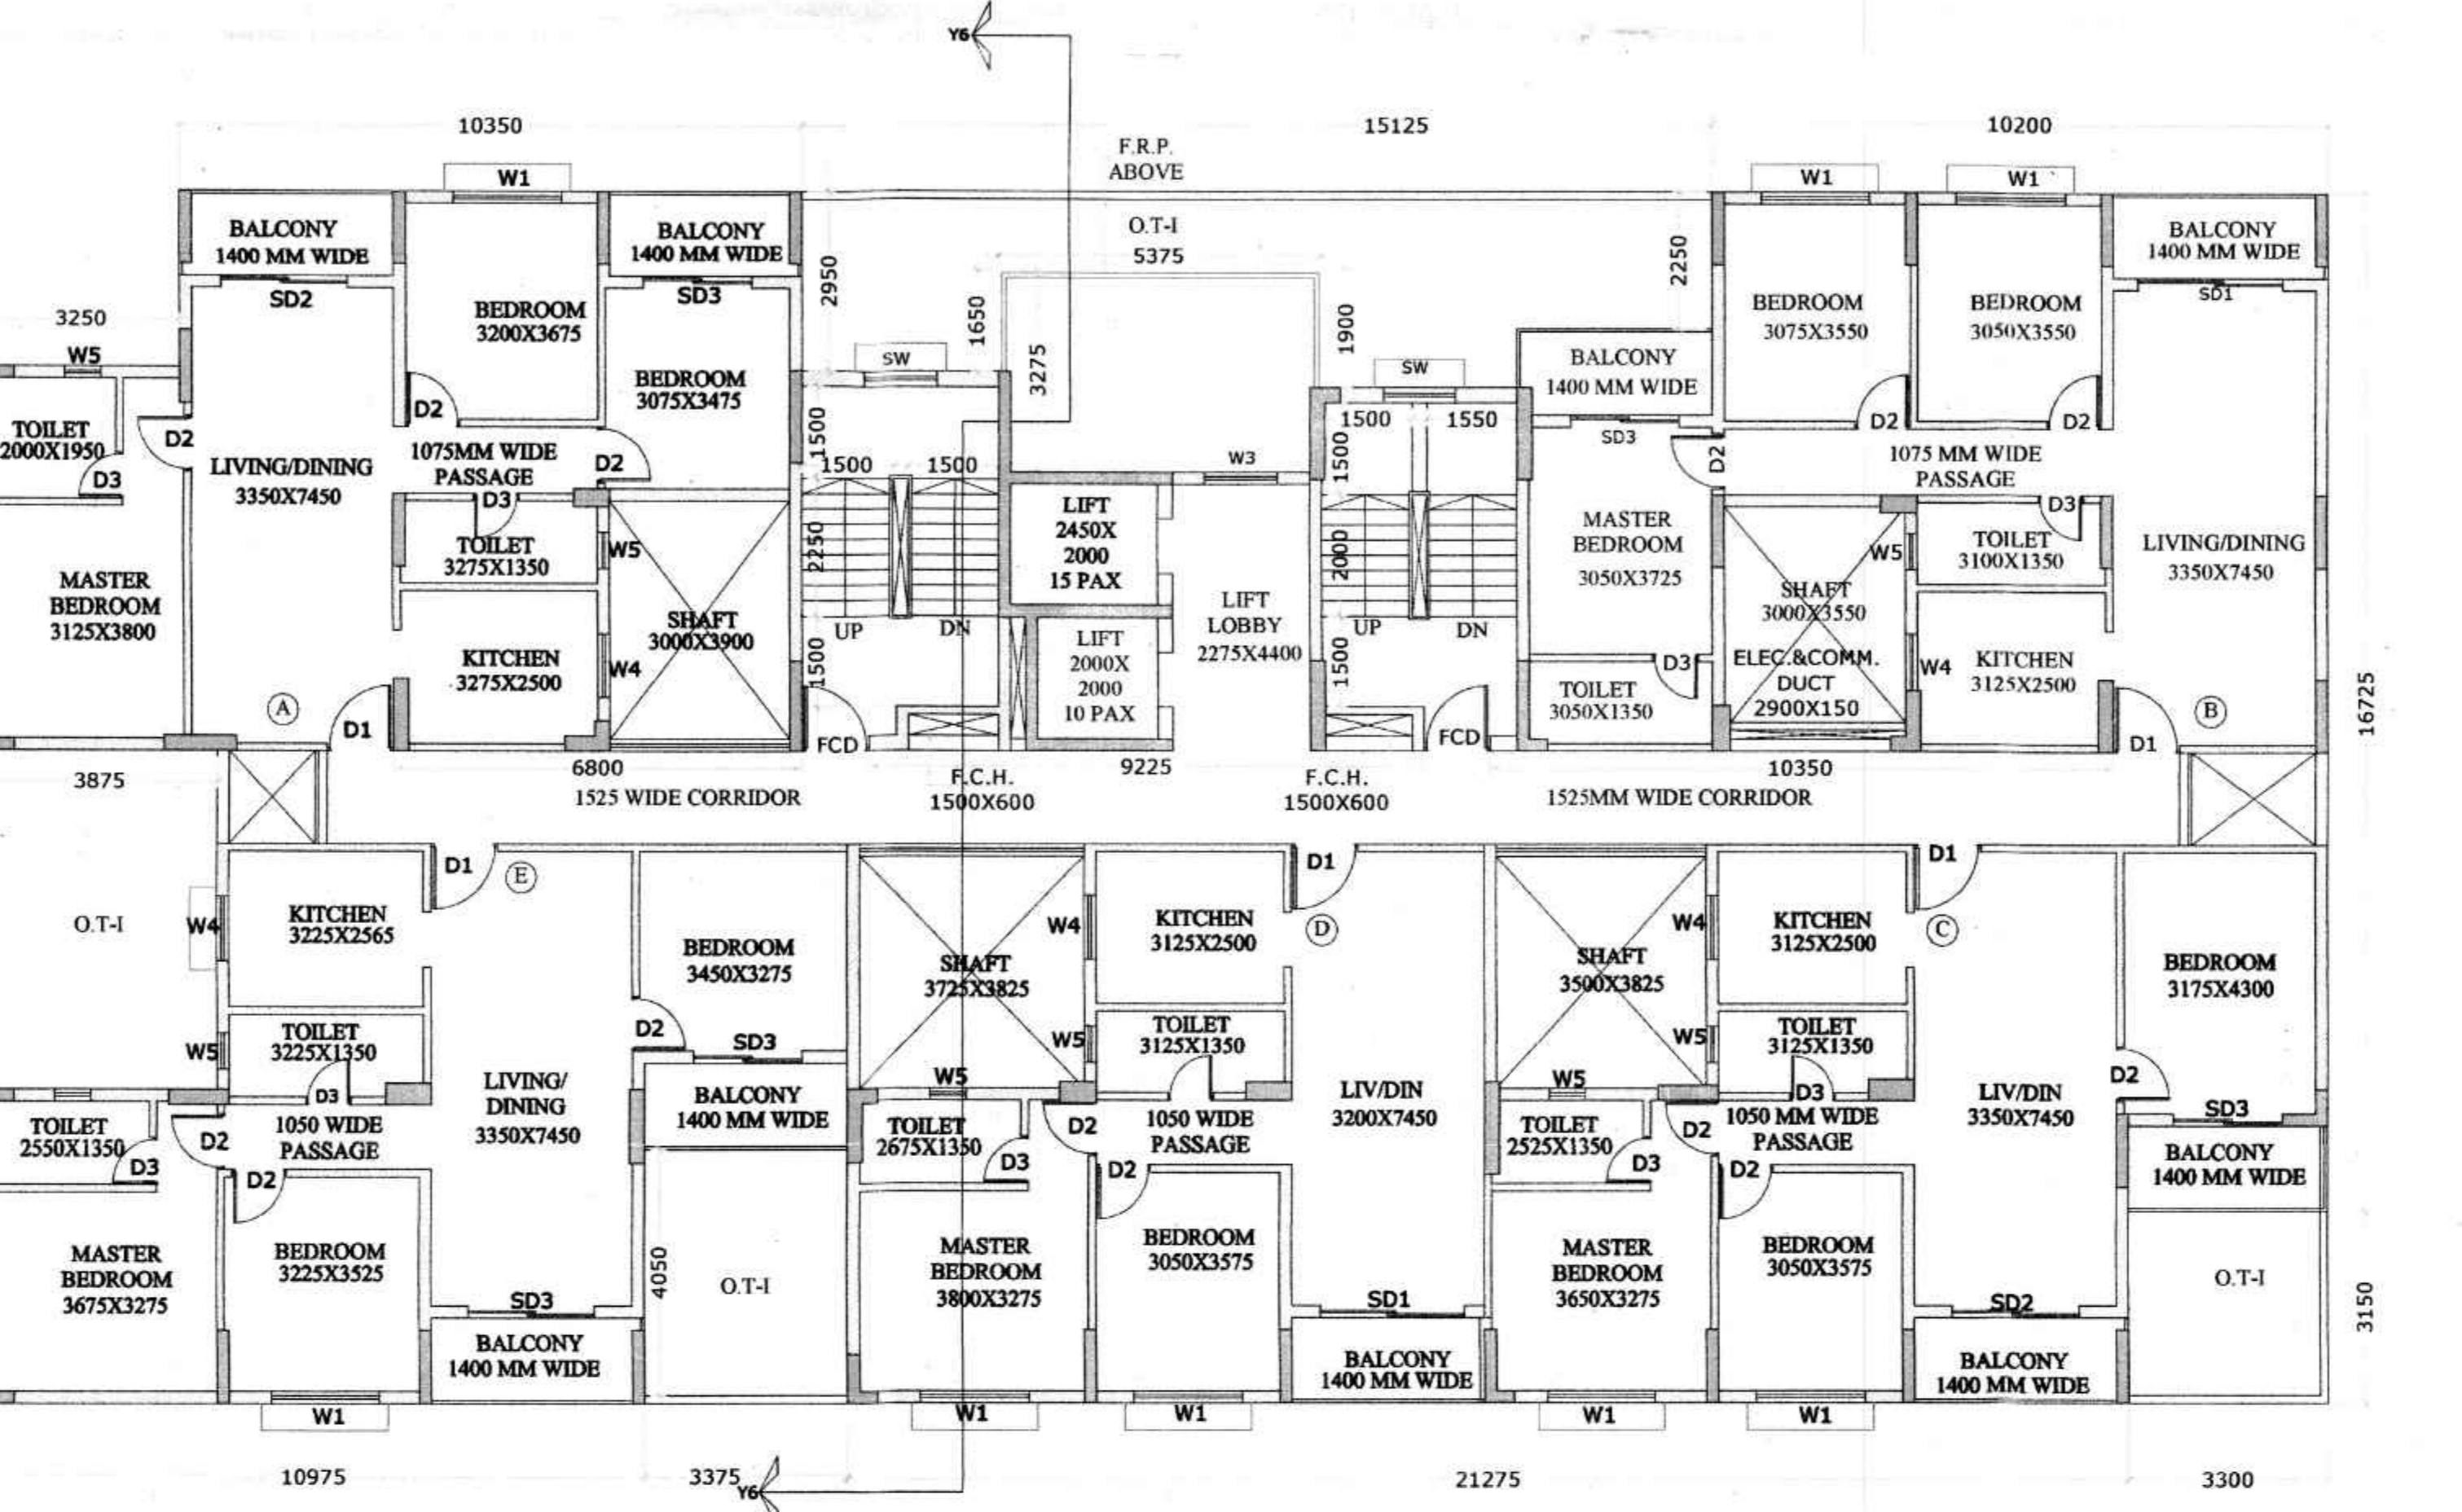 Y6
10350
15125
10200
F.R.P.
ABOVE
W1
W1
W1
BALCONY
1400 MM WIDE
BALCONY
1400 MM WIDE
O.T-I
5375
BALCONY
1400 MM WIDE
2950
2250
SD2
BEDROOM
3200X3675
SD3
1650
1900
3275
BEDROOM
3075X3550
BEDROOM
3050X3550
SD1
3250
W5
SW
SW
BALCONY
1400 MM WIDE
BEDROOM
3075X3475
D2
TOILET
2000X1950
D2
D3
1500
1500
1550
D2
D2
SD3
1500
LIVING/DINING
3350X7450
1075MM WIDE
PASSAGE
D2
1500
1500
W3
D2
1075 MM WIDE
PASSAGE
D3
TOILET
3275X1350
W5
2250
LIFT
2450X
2000
15 PAX
2000
MASTER
BEDROOM
3050X3725
D3
TOILET
3100X1350
W5
LIVING/DINING
3350X7450
MASTER
BEDROOM
3125X3800
SHAFT
3000X3900
UP
DN
LIFT
LOBBY
2275X4400
UP
DN
SHAFT
3000X3550
KITCHEN
3275X2500
W4
1500
LIFT
2000X
2000
10 PAX
1500
D3
TOILET
3050X1350
ELEC.&COMM.
DUCT
2900X150
W4
KITCHEN
3125X2500
A
D1
FCD
FCD
B
D1
16725
3875
6800
9225
10350
1525 WIDE CORRIDOR
F.C.H.
1500X600
F.C.H.
1500X600
1525MM WIDE CORRIDOR
D1
E
D1
D1
O.T-I
W4
KITCHEN
3225X2565
BEDROOM
3450X3275
SHAFT
3725X3825
W4
KITCHEN
3125X2500
D
SHAFT
3500X3825
W4
KITCHEN
3125X2500
C
BEDROOM
3175X4300
W5
TOILET
3225X1350
D3
D2
SD3
W5
W5
TOILET
3125X1350
W5
W5
TOILET
3125X1350
D3
D2
SD3
LIVING/
DINING
3350X7450
BALCONY
1400 MM WIDE
LIV/DIN
3200X7450
LIV/DIN
3350X7450
TOILET
2550X1350
D3
D2
1050 WIDE
PASSAGE
D2
TOILET
2675X1350
D3
D2
1050 WIDE
PASSAGE
D2
TOILET
2525X1350
D3
D2
1050 MM WIDE
PASSAGE
D2
BALCONY
1400 MM WIDE
MASTER
BEDROOM
3675X3275
BEDROOM
3225X3525
4050
O.T-I
MASTER
BEDROOM
3800X3275
BEDROOM
3050X3575
MASTER
BEDROOM
3650X3275
BEDROOM
3050X3575
O.T-I
3150
SD3
SD1
SD2
BALCONY
1400 MM WIDE
BALCONY
1400 MM WIDE
BALCONY
1400 MM WIDE
W1
W1
W1
W1
W1
10975
3375
Y6
21275
3300